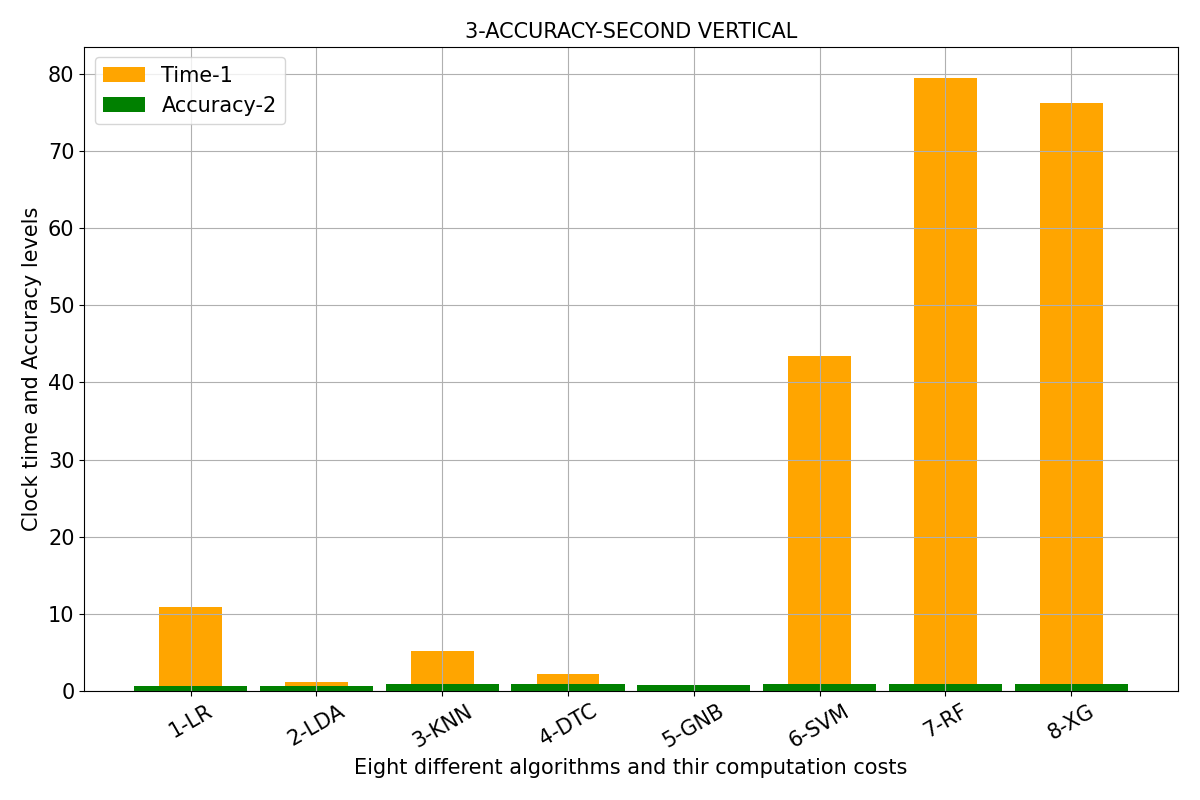 3-ACCURACY-SECOND VERTICAL
Time-1
Accuracy-2
Clock time and Accuracy levels
80
70
60
50
40
30
20
10
0
1-LR
2-LDA
3-KNN
4-DTC
5-GNB
6-SVM
7-RF
8-XG
Eight different algorithms and thir computation costs